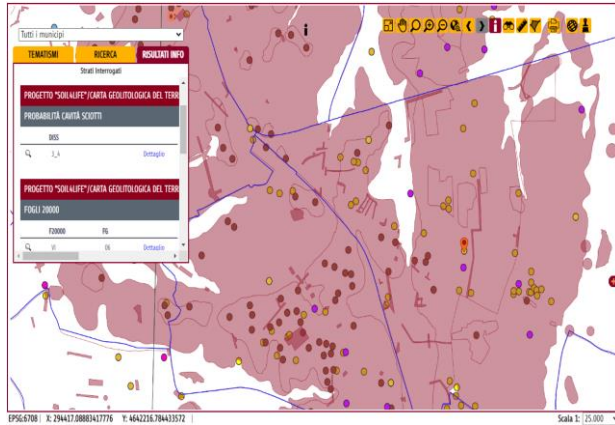 Tutti i municipi
TEMATISMI RICERCA RISULTATI INFO
Strati Interrogati
PROGETTO "SOIL4LIFE"/CARTA GEOLITOLOGICA DEL TERR
PROBABILITÀ CAVITÀ SCIOTTI
DISS
3_4 Dettaglio
PROGETTO "SOIL4LIFE"/CARTA GEOLITOLOGICA DEL TERR
FOGLI 20000
F20000 FG
VI 06 Dettaglio
EPSG:6708 | X: 294417.08883417776 Y: 4642216.784433572 | Scala 1: 25.000